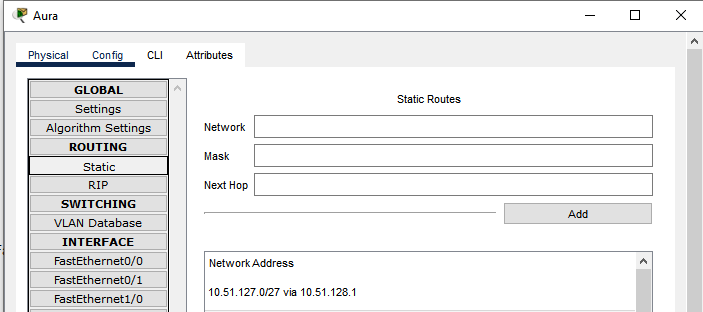 Aura
Physical Config CLI Attributes
GLOBAL
Settings
Algorithm Settings
ROUTING
Static
RIP
SWITCHING
VLAN Database
INTERFACE
FastEthernet0/0
FastEthernet0/1
FastEthernet1/0
Static Routes
Network
Mask
Next Hop
Add
Network Address
10.51.127.0/27 via 10.51.128.1